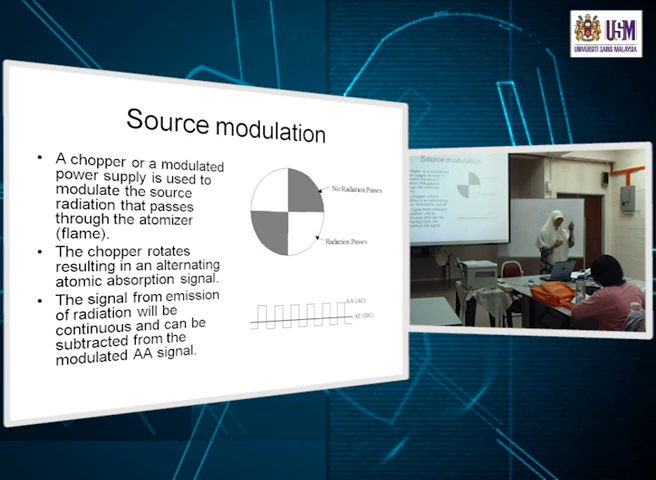 USM
UNIVERSITI SAINS MALAYSIA
Source modulation
• A chopper or a modulated
power supply is used to
modulate the source
radiation that passes
through the atomizer
(flame).
• The chopper rotates
resulting in an alternating
atomic absorption signal.
• The signal from emission
of radiation will be
continuous and can be
subtracted from the
modulated AA signal.
No Radiation Passes
Radiation Passes
AA (AC)
AE (DC)
Source modulation